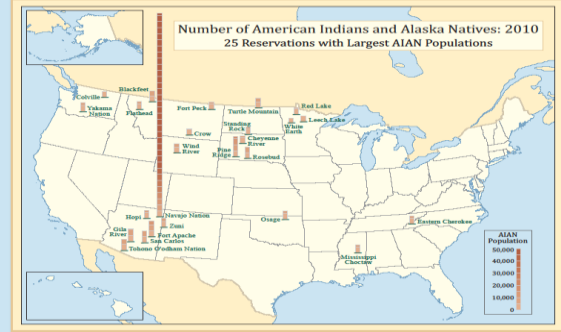 Number of American Indians and Alaska Natives: 2010
25 Reservations with Largest AIAN Populations
Blackfeet
Colville
Yakama
Nation
Flathead
Fort Peck
Turtle Mountain
Red Lake
Leech Lake
White
Earth
Crow
Standing
Rock
Cheyenne
River
Wind
River
Pine
Ridge
Rosebud
Hopi
Navajo Nation
Zuni
Gila
River
Fort Apache
San Carlos
Tohono O'odham Nation
Osage
Eastern Cherokee
Mississippi
Choctaw
AIAN
Population
50,000
40,000
30,000
20,000
10,000
0